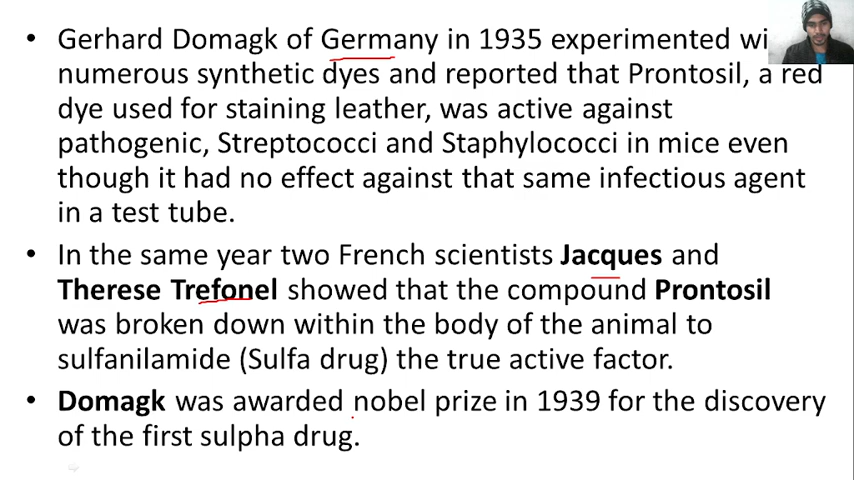 • Gerhard Domagk of Germany in 1935 experimented
numerous synthetic dyes and reported that Prontosil, a red
dye used for staining leather, was active against
pathogenic, Streptococci and Staphylococci in mice even
though it had no effect against that same infectious agent
in a test tube.
• In the same year two French scientists Jacques and
Therese Trefonel showed that the compound Prontosil
was broken down within the body of the animal to
sulfanilamide (Sulfa drug) the true active factor.
• Domagk was awarded nobel prize in 1939 for the discovery
of the first sulpha drug.